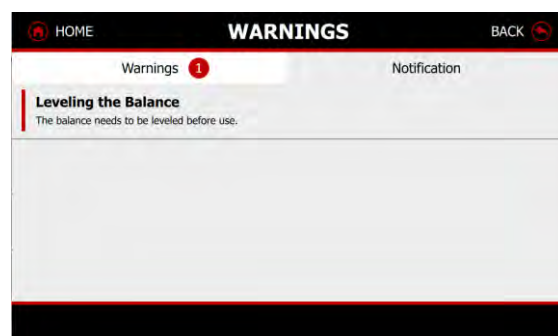 HOME WARNINGS BACK
Warnings 1 Notification
Leveling the Balance
The balance needs to be leveled before use.